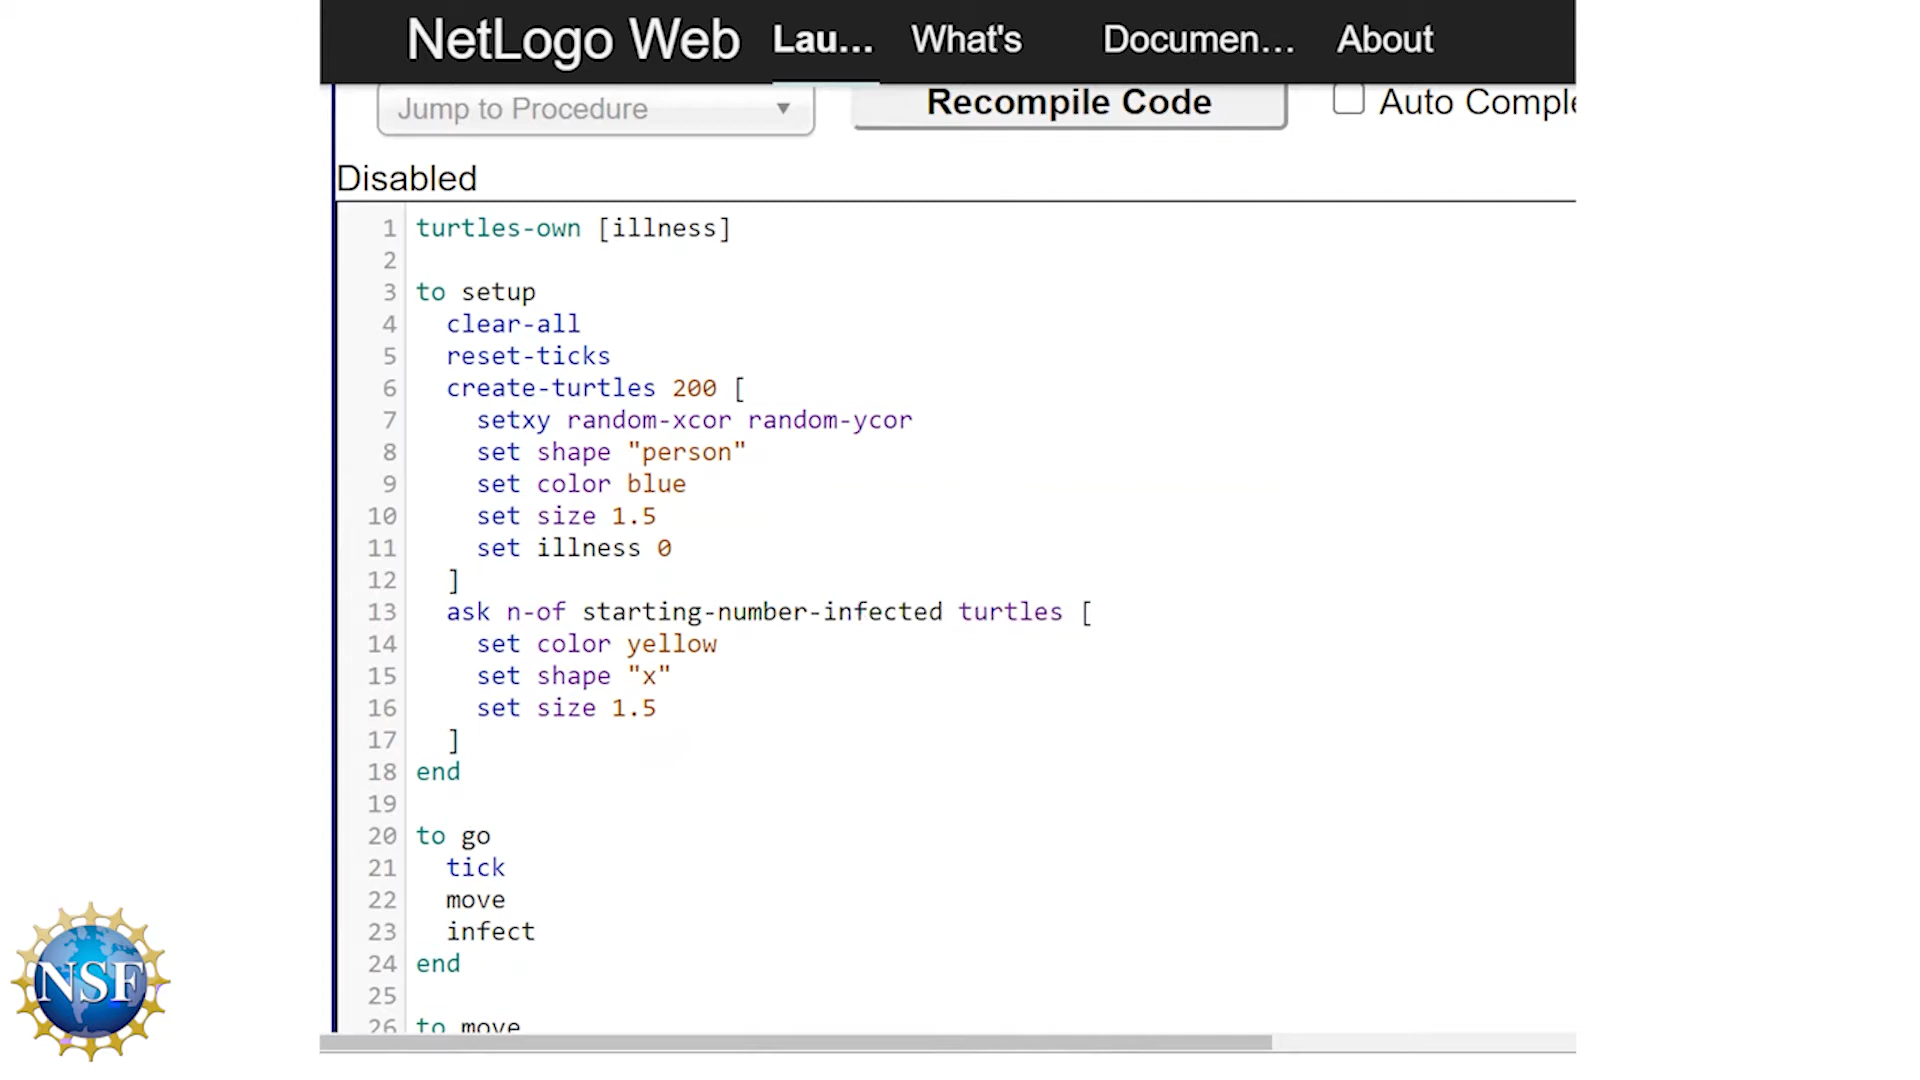 NetLogo Web Lau... What's Documen... About
Jump to Procedure Recompile Code Auto Comple
Disabled
1 turtles-own [illness]
2
3 to setup
4 clear-all
5 reset-ticks
6 create-turtles 200 [
7 setxy random-xcor random-ycor
8 set shape "person"
9 set color blue
10 set size 1.5
11 set illness 0
12 ]
13 ask n-of starting-number-infected turtles [
14 set color yellow
15 set shape "x"
16 set size 1.5
17 ]
18 end
19
20 to go
21 tick
22 move
23 infect
24 end
25
26 to move
NSF